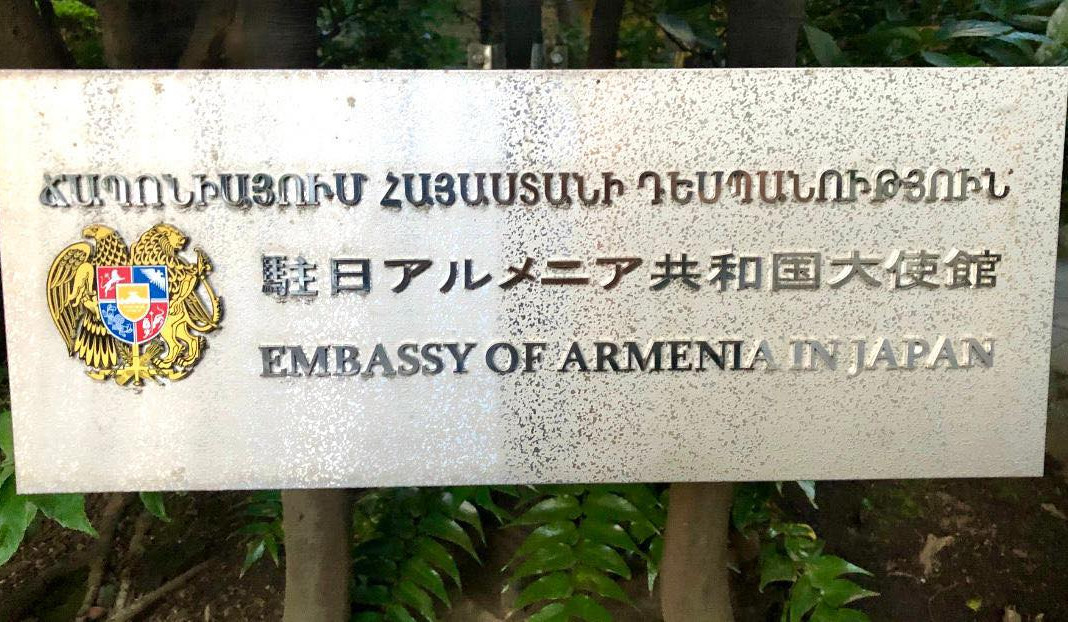 ՃԱՊՈՆԻԱՅՈՒՄ ՀԱՅԱՍՏԱՆԻ ԴԵՍՊԱՆՈՒԹՅՈՒՆ
駐日アルメニア共和国大使館
EMBASSY OF ARMENIA IN JAPAN